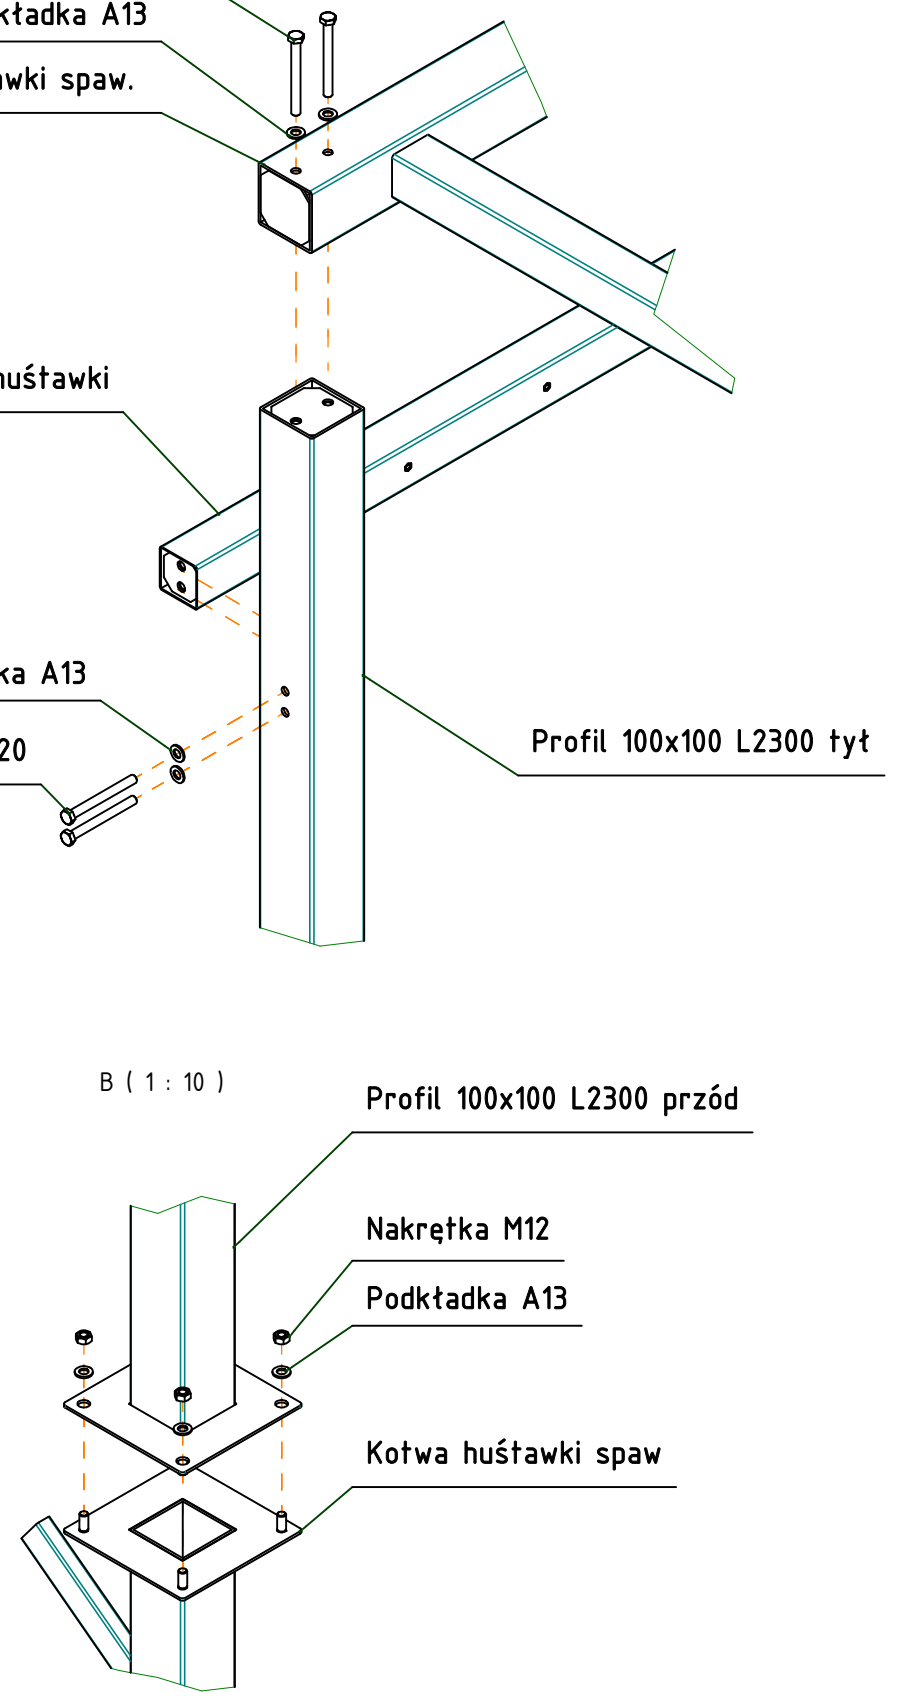 kładka A13
wki spaw.
huśtawki
ka A13
20
Profil 100x100 L2300 tył
B ( 1 : 10 )
Profil 100x100 L2300 przód
Nakrętka M12
Podkładka A13
Kotwa huśtawki spaw